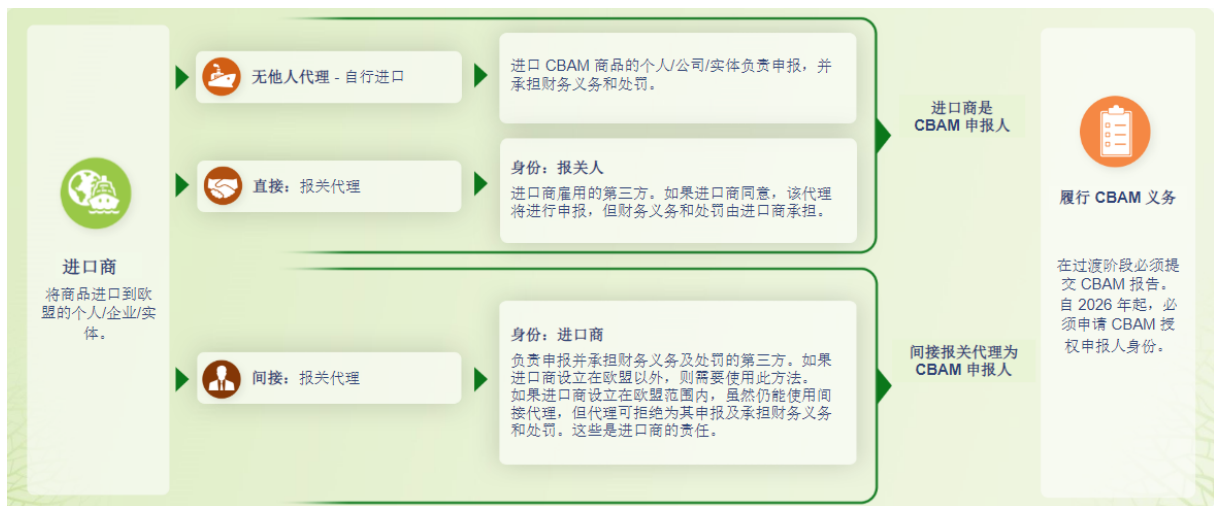 进口商
将商品进口到欧
盟的个人/企业/实
体。
无他人代理 - 自行进口
进口 CBAM 商品的个人/公司/实体负责申报，并
承担财务义务和处罚。
直接：报关代理
身份：报关人
进口商雇用的第三方。如果进口商同意，该代理
将进行申报，但财务义务和处罚由进口商承担。
进口商是
CBAM 申报人
间接：报关代理
身份：进口商
负责申报并承担财务义务及处罚的第三方。如果
进口商设立在欧盟以外，则需要使用此方法。
如果进口商设立在欧盟范围内，虽然仍能使用间
接代理，但代理可拒绝为其申报及承担财务义务
和处罚。这些是进口商的责任。
间接报关代理为
CBAM 申报人
履行 CBAM 义务
在过渡阶段必须提
交 CBAM 报告。
自 2026 年起，必
须申请 CBAM 授
权申报人身份。